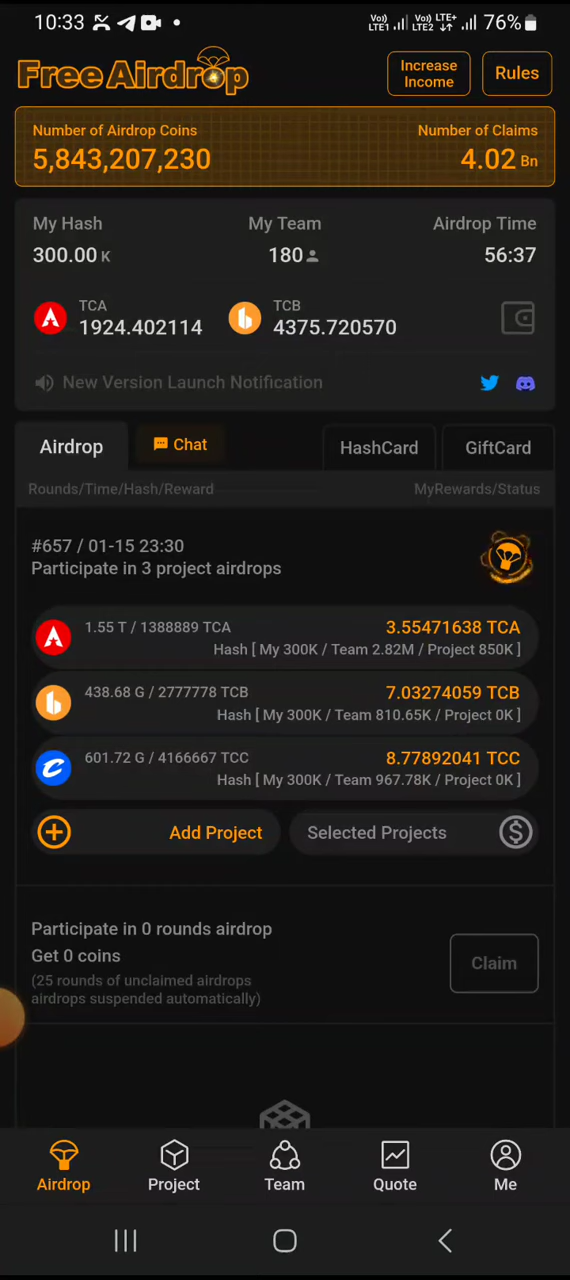 10:33 Vo) LTE1 Vo) LTE2 LTE+ 76%
Free Airdrop
Increase Income
Rules
Number of Airdrop Coins Number of Claims
5,843,207,230 4.02 Bn
My Hash My Team Airdrop Time
300.00 K 180 56:37
TCA TCB
1924.402114 4375.720570
New Version Launch Notification
Airdrop Chat HashCard GiftCard
Rounds/Time/Hash/Reward MyRewards/Status
#657 / 01-15 23:30
Participate in 3 project airdrops
1.55 T / 1388889 TCA 3.55471638 TCA
Hash [ My 300K / Team 2.82M / Project 850K ]
438.68 G / 2777778 TCB 7.03274059 TCB
Hash [ My 300K / Team 810.65K / Project 0K ]
601.72 G / 4166667 TCC 8.77892041 TCC
Hash [ My 300K / Team 967.78K / Project 0K ]
Add Project Selected Projects
Participate in 0 rounds airdrop
Get 0 coins
(25 rounds of unclaimed airdrops
airdrops suspended automatically)
Claim
Airdrop Project Team Quote Me